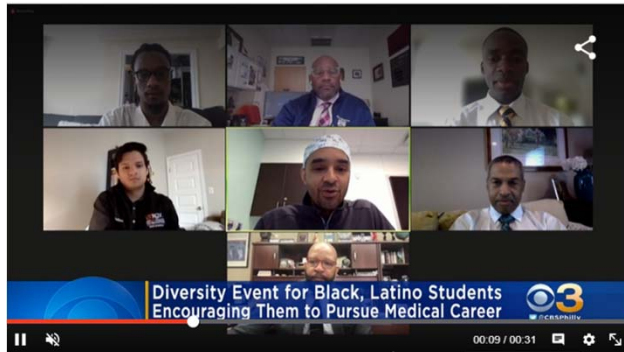 Diversity Event for Black, Latino Students
Encouraging Them to Pursue Medical Career
3
@CBSPhilly
00:09 / 00:31